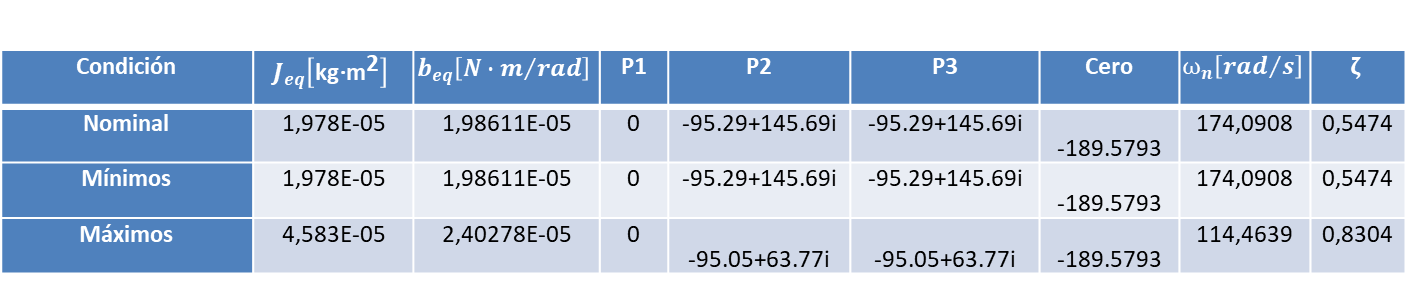 Condición J_eq[kg·m²] b_eq[N · m/rad] P1 P2 P3 Cero ω_n[rad/s] ζ
Nominal 1,978E-05 1,98611E-05 0 -95.29+145.69i -95.29+145.69i -189.5793 174,0908 0,5474
Mínimos 1,978E-05 1,98611E-05 0 -95.29+145.69i -95.29+145.69i -189.5793 174,0908 0,5474
Máximos 4,583E-05 2,40278E-05 0 -95.05+63.77i -95.05+63.77i -189.5793 114,4639 0,8304